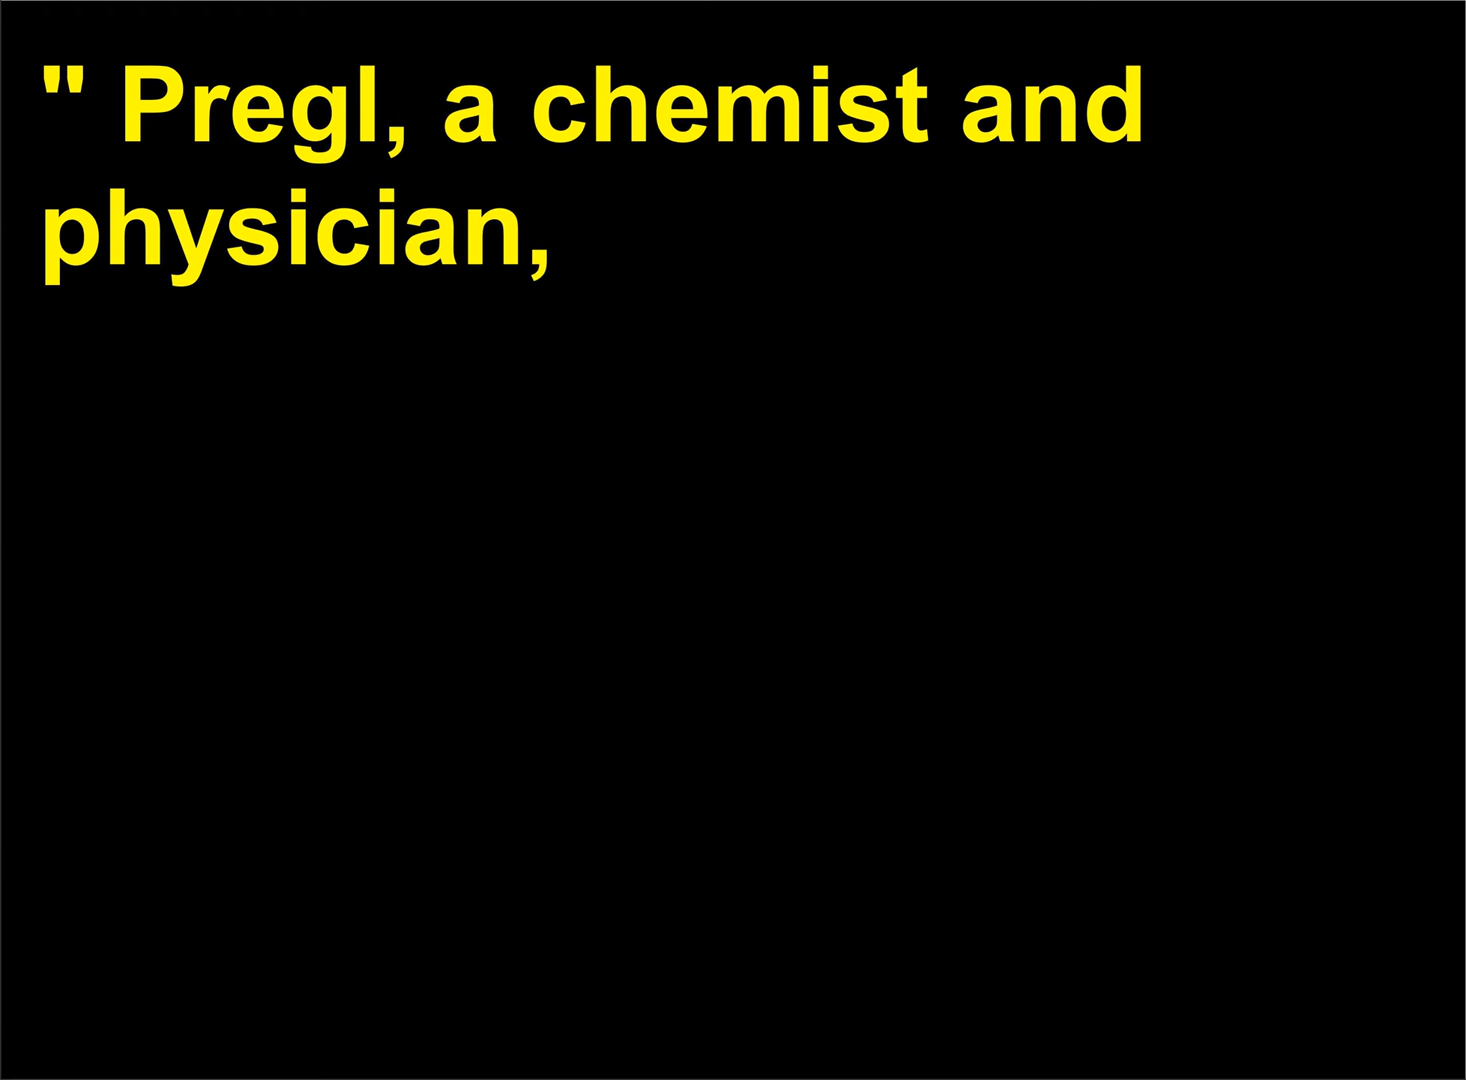 " Pregl, a chemist and
physician,